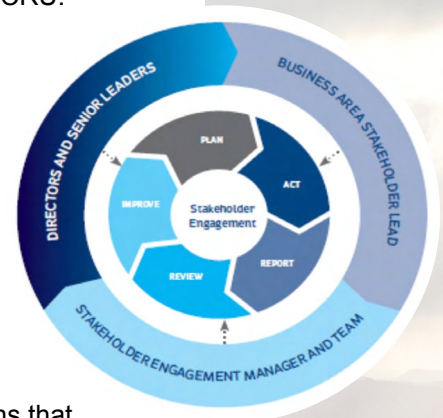 DIRECTORS AND SENIOR LEADERS
BUSINESS AREA STAKEHOLDER LEAD
PLAN
ACT
IMPROVE
Stakeholder
Engagement
REPORT
REVIEW
STAKEHOLDER ENGAGEMENT MANAGER AND TEAM
that